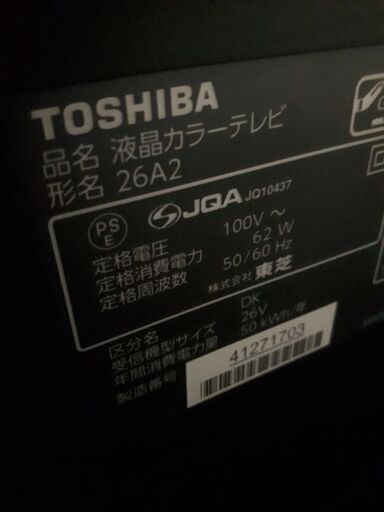 TOSHIBA
品名 液晶カラーテレビ
形名 26A2
PS E
JQA JQ10437
定格電圧 100V～
定格消費電力 62 W
定格周波数 50/60 Hz
株式会社 東芝
区分名 DK
受信機型サイズ 26V
年間消費電力量 50 kWh/年
製造番号 41271703